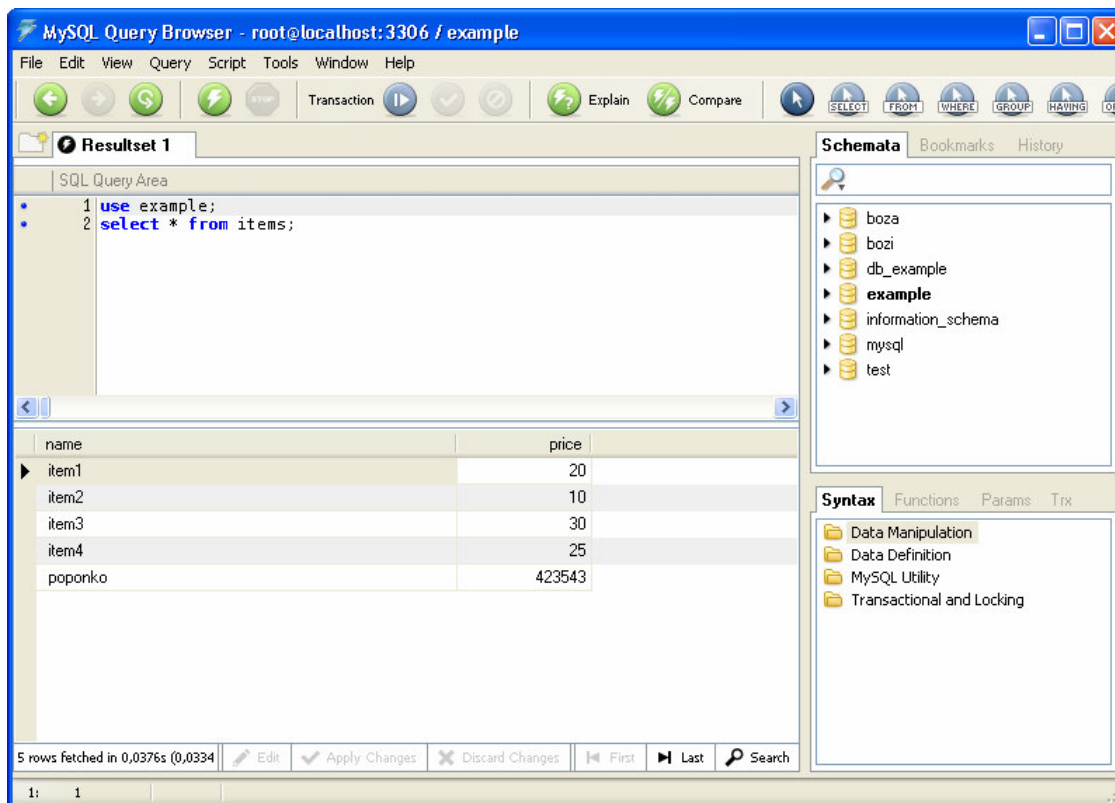 MySQL Query Browser - root@localhost:3306 / example
File Edit View Query Script Tools Window Help
STOP Transaction Explain Compare SELECT FROM WHERE GROUP HAVING
Resultset 1
SQL Query Area
1 use example;
2 select * from items;
name price
item1 20
item2 10
item3 30
item4 25
poponko 423543
5 rows fetched in 0,0376s (0,0334 Edit Apply Changes Discard Changes First Last Search
1: 1
Schemata Bookmarks History
boza
bozi
db_example
example
information_schema
mysql
test
Syntax Functions Params Trx
Data Manipulation
Data Definition
MySQL Utility
Transactional and Locking